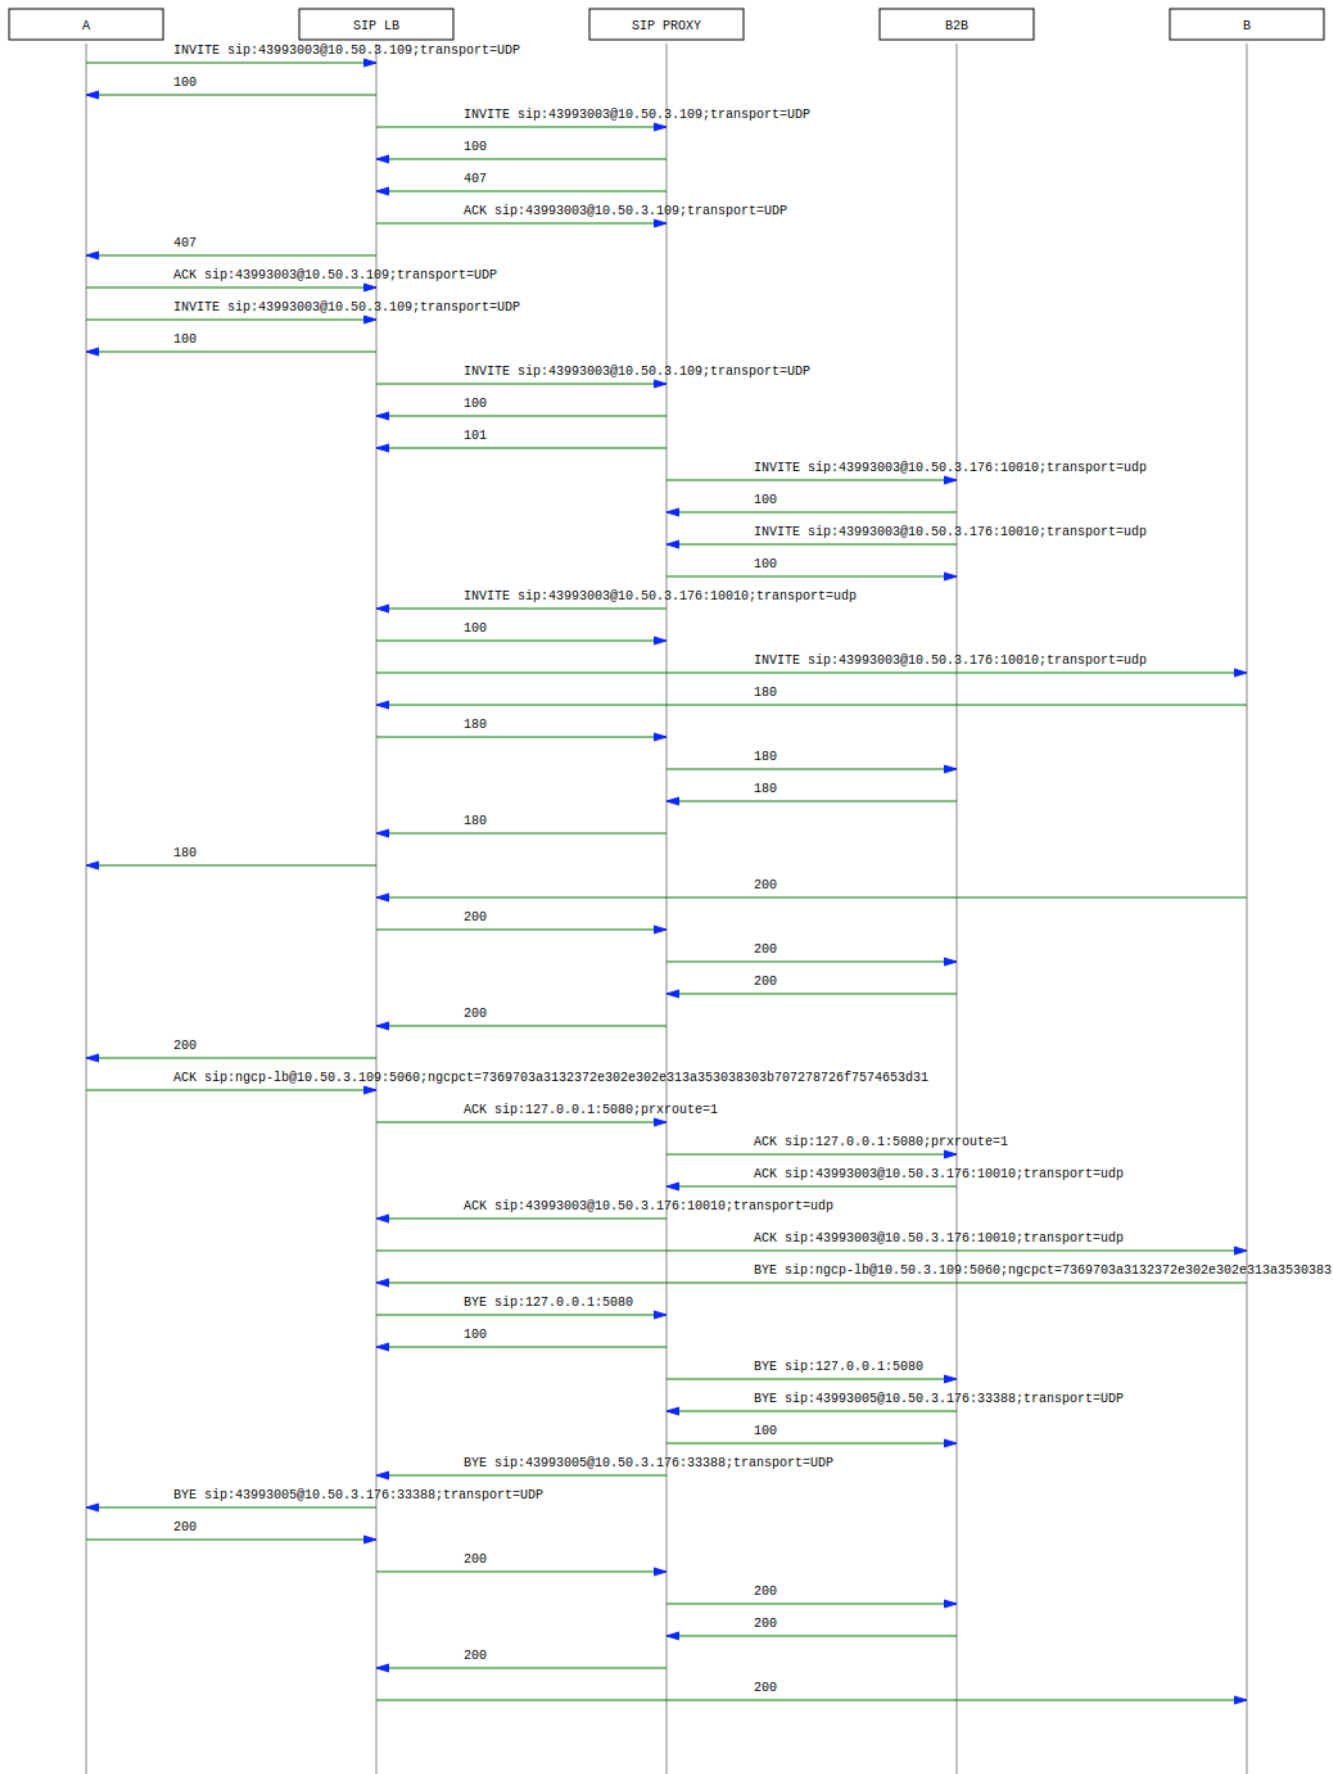 A
SIP LB
SIP PROXY
B2B
B
INVITE sip:43993003@10.50.3.109;transport=UDP
100
INVITE sip:43993003@10.50.3.109;transport=UDP
100
407
ACK sip:43993003@10.50.3.109;transport=UDP
407
ACK sip:43993003@10.50.3.109;transport=UDP
INVITE sip:43993003@10.50.3.109;transport=UDP
100
INVITE sip:43993003@10.50.3.109;transport=UDP
100
101
INVITE sip:43993003@10.50.3.176:10010;transport=udp
100
INVITE sip:43993003@10.50.3.176:10010;transport=udp
100
INVITE sip:43993003@10.50.3.176:10010;transport=udp
100
INVITE sip:43993003@10.50.3.176:10010;transport=udp
180
180
180
180
180
180
200
200
200
200
200
200
ACK sip:ngcp-lb@10.50.3.109:5060;ngcpct=7369703a3132372e302e302e313a353038303b707278726f7574653d31
ACK sip:127.0.0.1:5080;prxroute=1
ACK sip:127.0.0.1:5080;prxroute=1
ACK sip:43993003@10.50.3.176:10010;transport=udp
ACK sip:43993003@10.50.3.176:10010;transport=udp
ACK sip:43993003@10.50.3.176:10010;transport=udp
BYE sip:ngcp-lb@10.50.3.109:5060;ngcpct=7369703a3132372e302e302e313a3530383
BYE sip:127.0.0.1:5080
100
BYE sip:127.0.0.1:5080
BYE sip:43993005@10.50.3.176:33388;transport=UDP
100
BYE sip:43993005@10.50.3.176:33388;transport=UDP
BYE sip:43993005@10.50.3.176:33388;transport=UDP
200
200
200
200
200
200